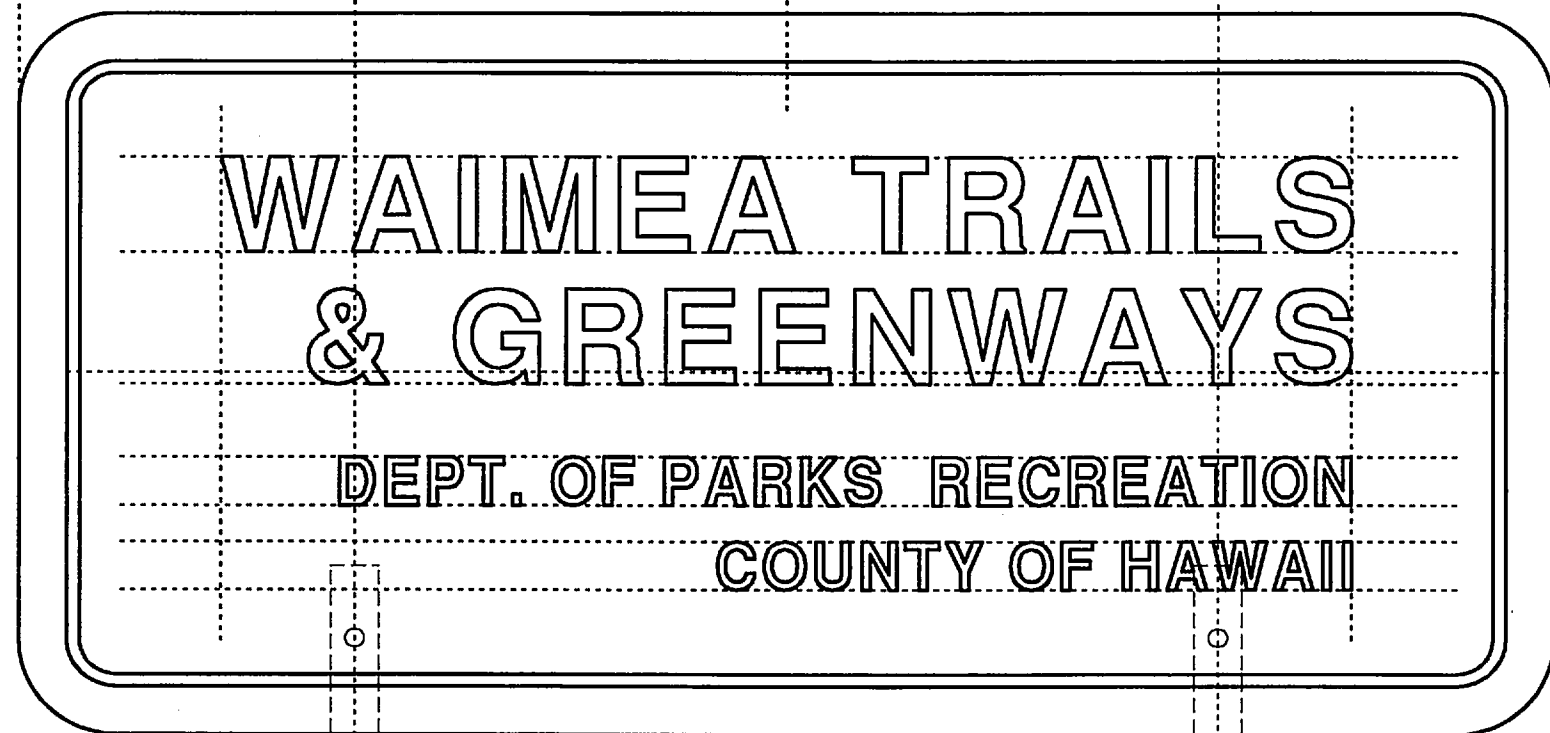 WAIMEA TRAILS
& GREENWAYS
DEPT. OF PARKS RECREATION
COUNTY OF HAWAII